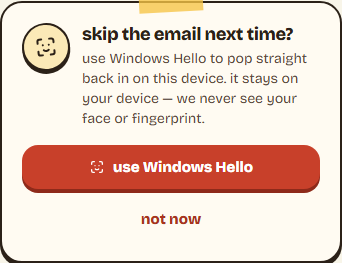 skip the email next time?
use Windows Hello to pop straight
back in on this device. it stays on
your device — we never see your
face or fingerprint.
use Windows Hello
not now